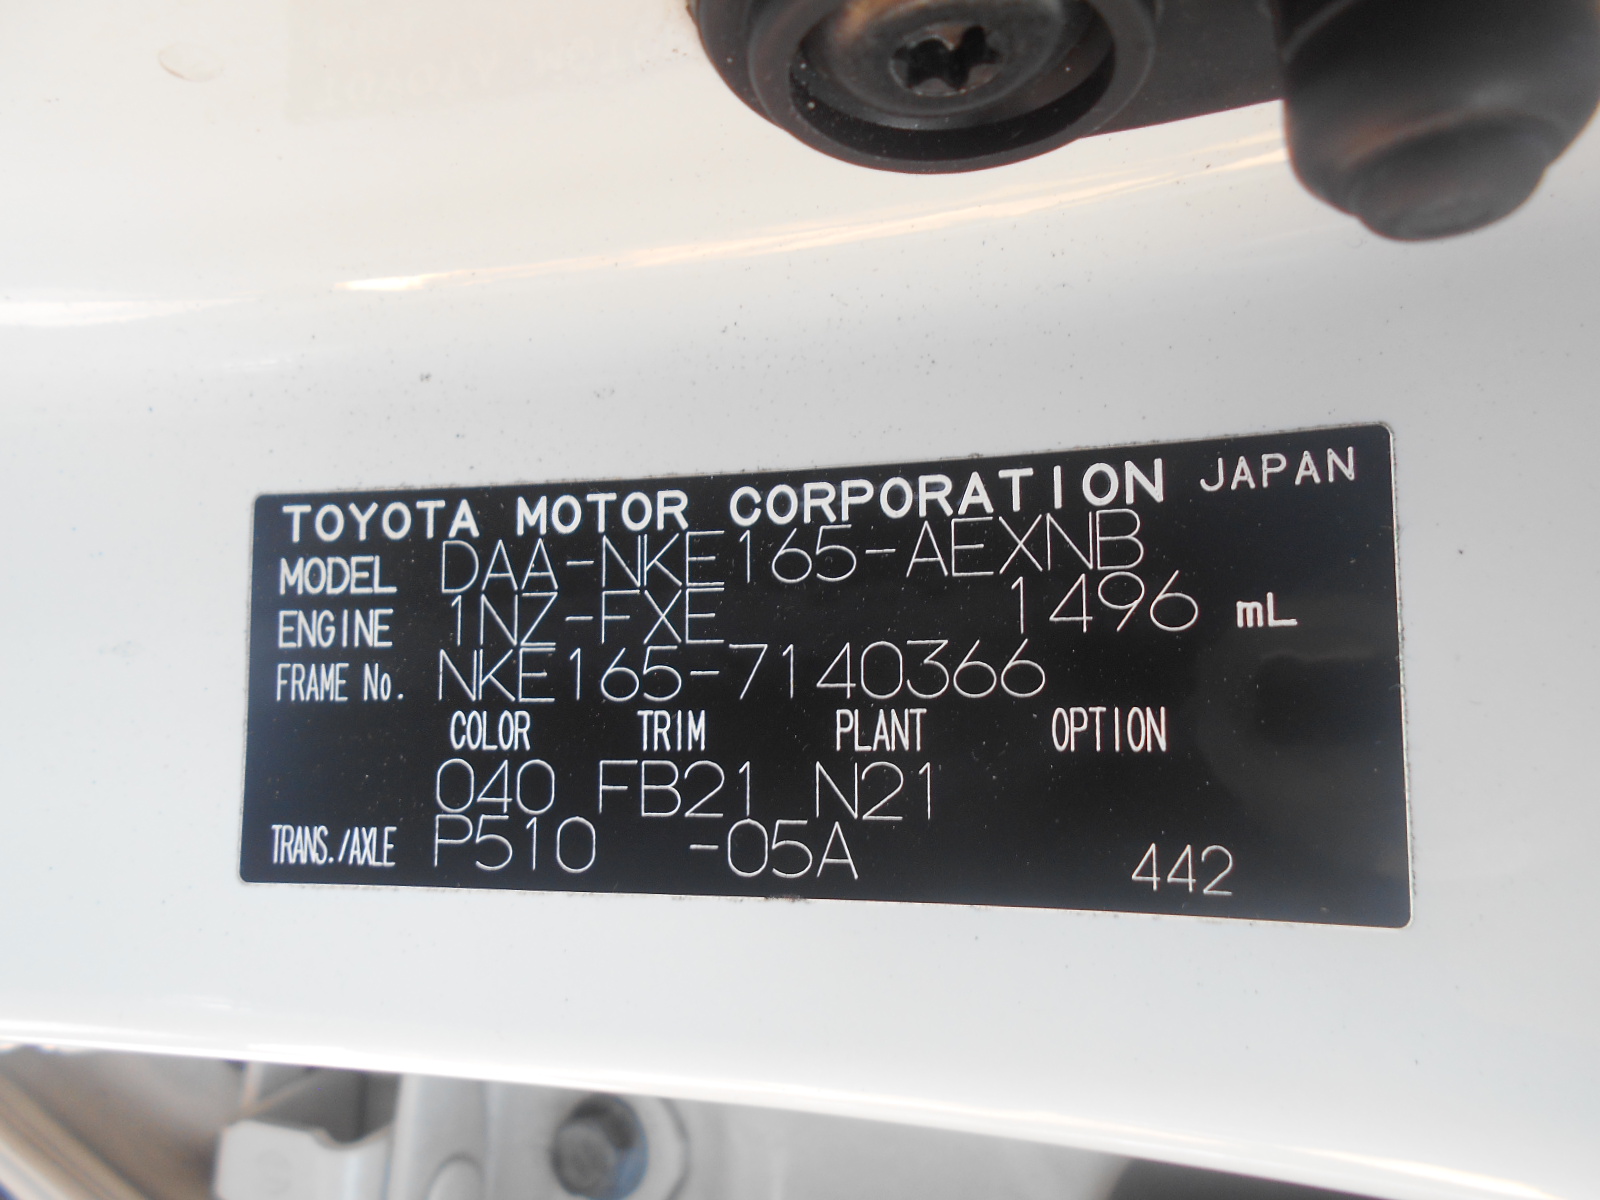 TOYOTA MOTOR CORPORATION JAPAN
MODEL DAA-NKE165-AEXNB
ENGINE 1NZ-FXE 1496 mL
FRAME No. NKE165-7140366
COLOR TRIM PLANT OPTION
040 FB21 N21
TRANS./AXLE P510 -05A 442